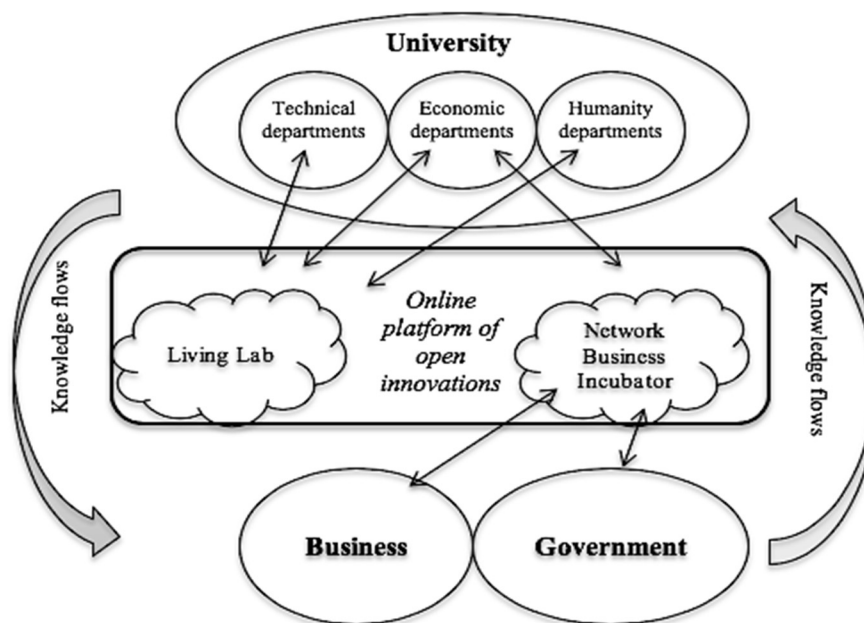 University
Technical
departments
Economic
departments
Humanity
departments
Knowledge flows
Living Lab
Online
platform of
open
innovations
Network
Business
Incubator
Knowledge flows
Business
Government